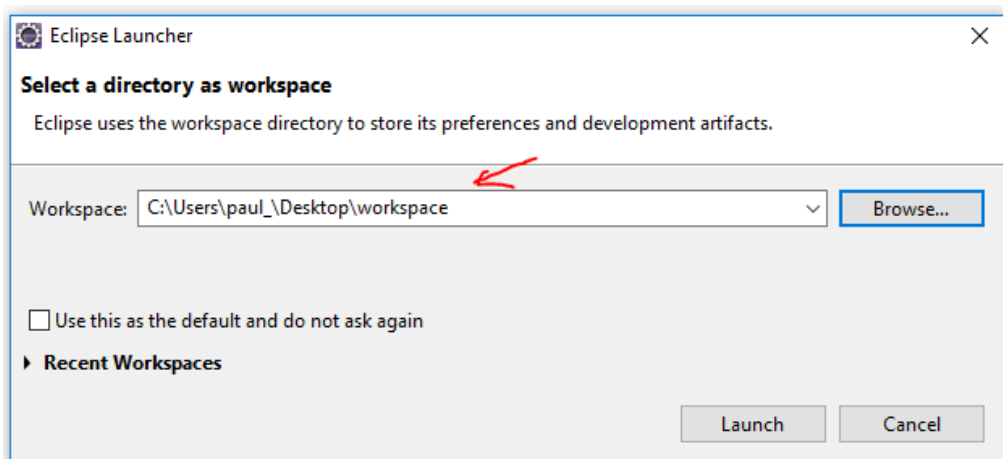 Eclipse Launcher
Select a directory as workspace
Eclipse uses the workspace directory to store its preferences and development artifacts.
Workspace: C:\Users\paul_\Desktop\workspace Browse...
Use this as the default and do not ask again
Recent Workspaces
Launch Cancel